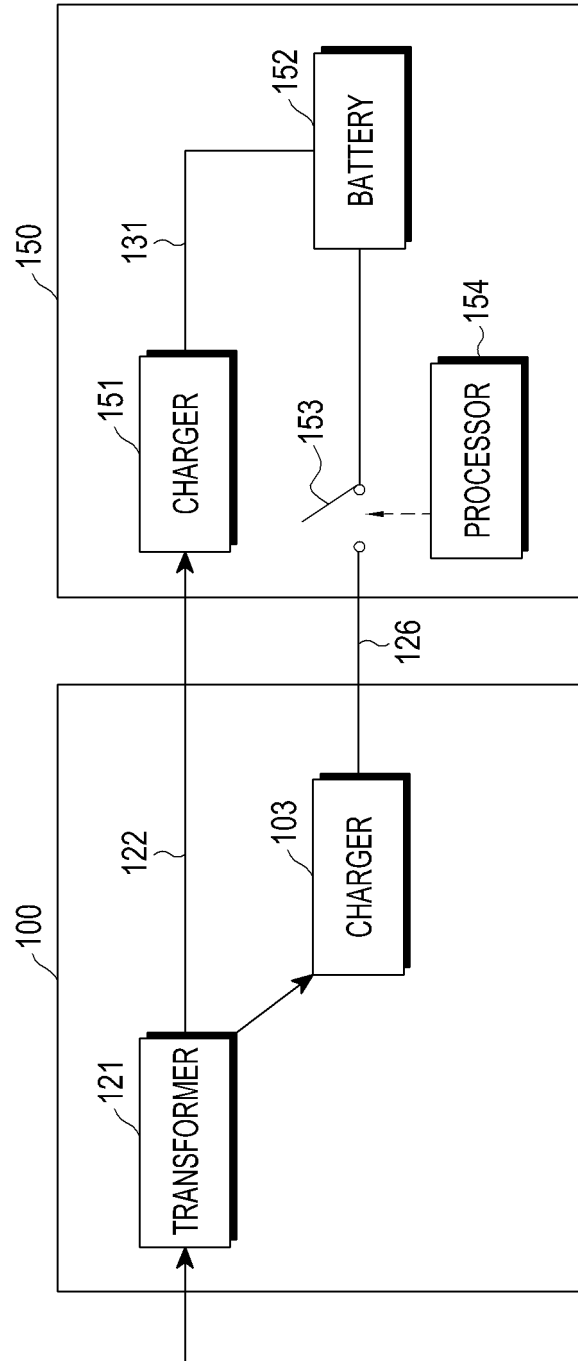 100
150
121
TRANSFORMER
122
151
CHARGER
131
152
BATTERY
103
CHARGER
126
153
154
PROCESSOR